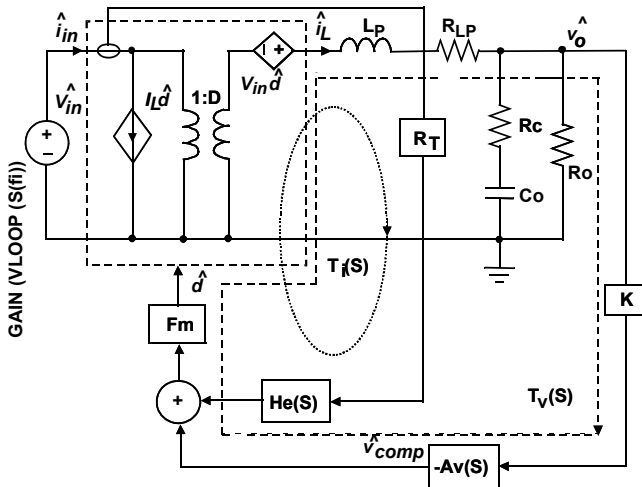 î_in
î_L
L_P
R_LP
v̂_o
V̂_in
I_L d̂
1:D
V_in d̂
R_T
Rc
Ro
Co
GAIN (VLOOP (S(fi))
T_i(S)
d̂
K
Fm
He(S)
T_v(S)
v̂_comp
-Av(S)
+
−
+
+